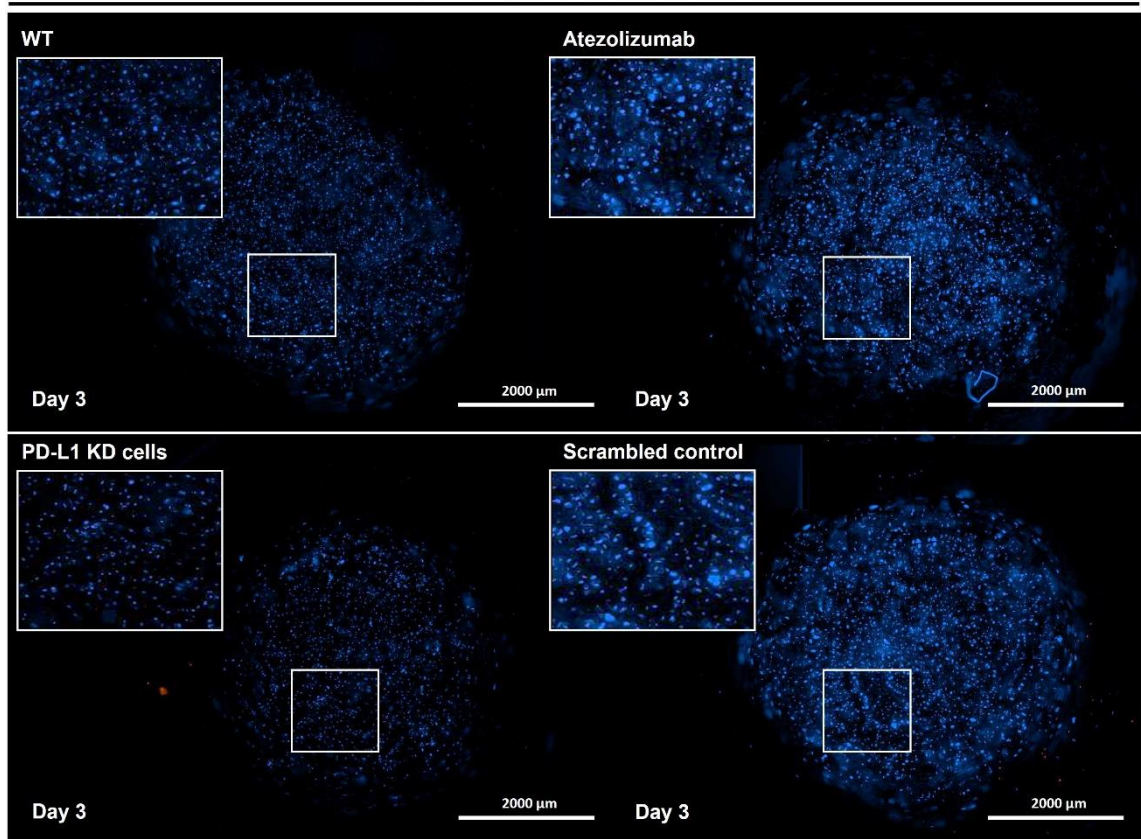 WT
Atezolizumab
Day 3
2000 µm
Day 3
2000 µm
PD-L1 KD cells
Scrambled control
Day 3
2000 µm
Day 3
2000 µm